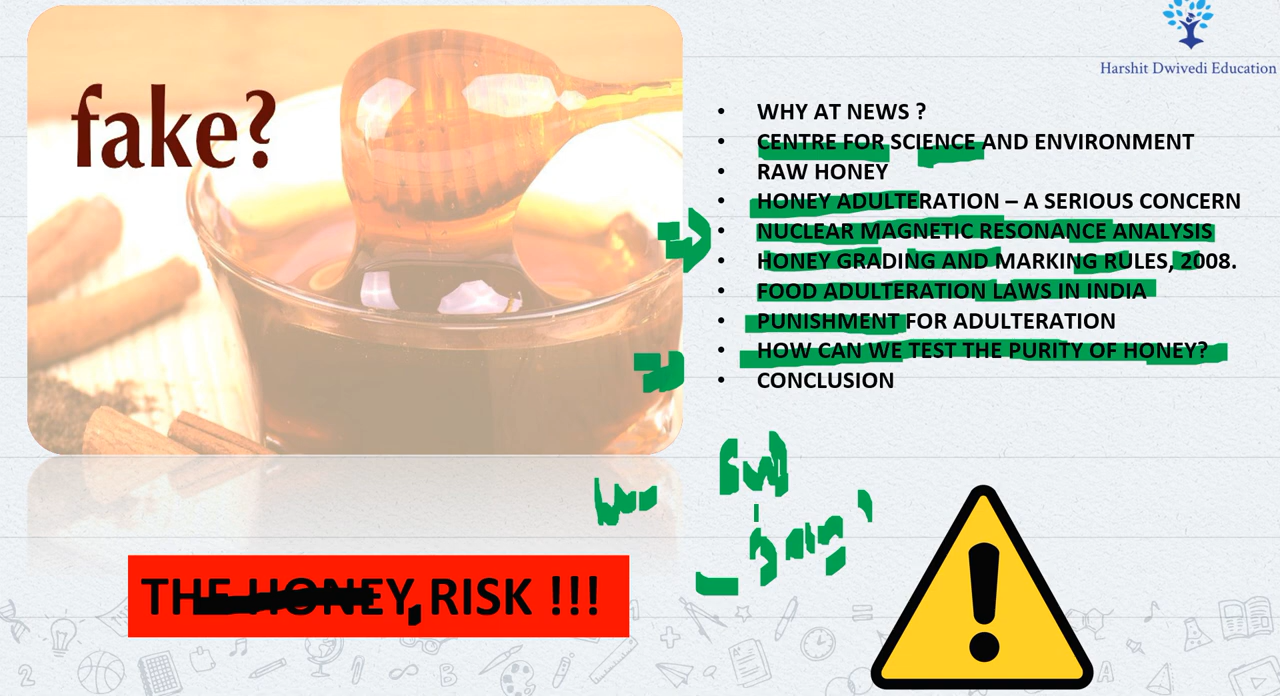 fake?
Harshit Dwivedi Education
• WHY AT NEWS ?
• CENTRE FOR SCIENCE AND ENVIRONMENT
• RAW HONEY
• HONEY ADULTERATION – A SERIOUS CONCERN
• NUCLEAR MAGNETIC RESONANCE ANALYSIS
• HONEY GRADING AND MARKING RULES, 2008.
• FOOD ADULTERATION LAWS IN INDIA
• PUNISHMENT FOR ADULTERATION
• HOW CAN WE TEST THE PURITY OF HONEY?
• CONCLUSION
THE HONEY RISK !!!